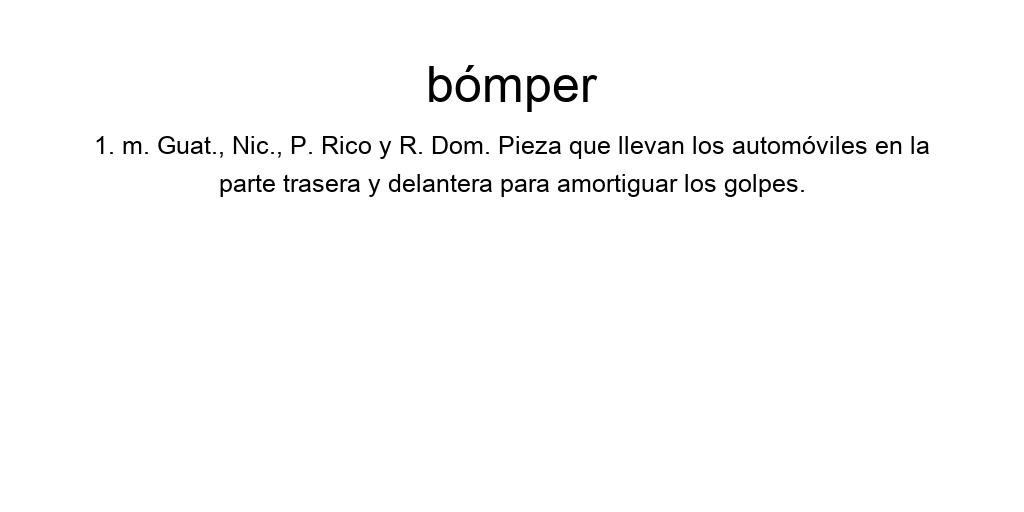 bómper
1. m. Guat., Nic., P. Rico y R. Dom. Pieza que llevan los automóviles en la
parte trasera y delantera para amortiguar los golpes.